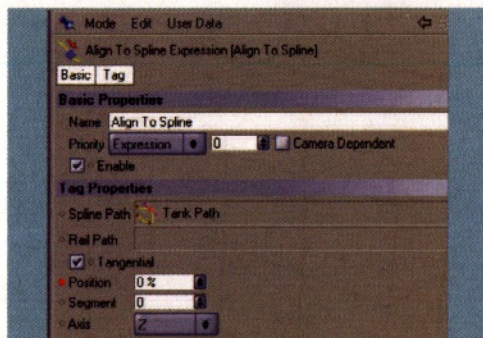 Mode Edit User Data
Align To Spline Expression [Align To Spline]
Basic Tag
Basic Properties
Name Align To Spline
Priority Expression 0 Camera Dependent
Enable
Tag Properties
Spline Path Tank Path
Rail Path
Tangential
Position 0 %
Segment 0
Axis Z